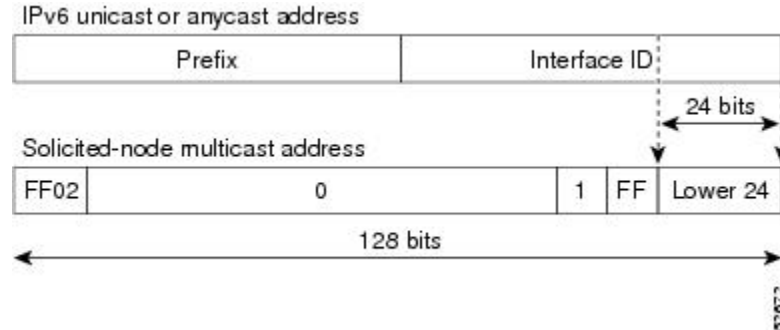 IPv6 unicast or anycast address
Prefix Interface ID
24 bits
Solicited-node multicast address
FF02 0 1 FF Lower 24
128 bits